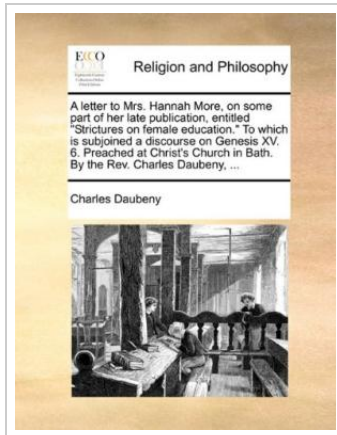 ECCO
Religion and Philosophy
A letter to Mrs. Hannah More, on some
part of her late publication, entitled
"Strictures on female education." To which
is subjoined a discourse on Genesis XV.
6. Preached at Christ's Church in Bath.
By the Rev. Charles Daubeny, ...
Charles Daubeny